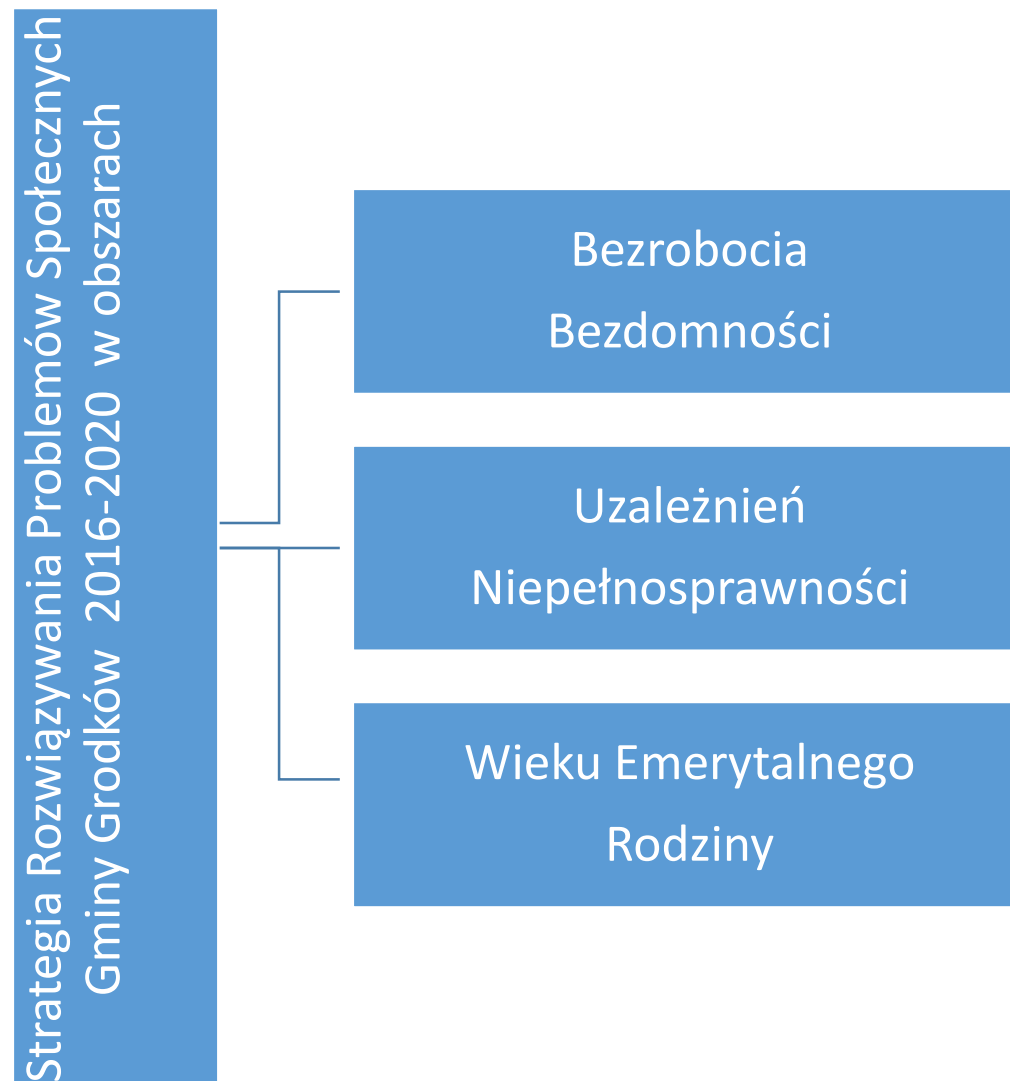 Strategia Rozwiązywania Problemów Społecznych
Gminy Grodków 2016-2020 w obszarach
Bezrobocia
Bezdomności
Uzależnień
Niepełnosprawności
Wieku Emerytalnego
Rodziny